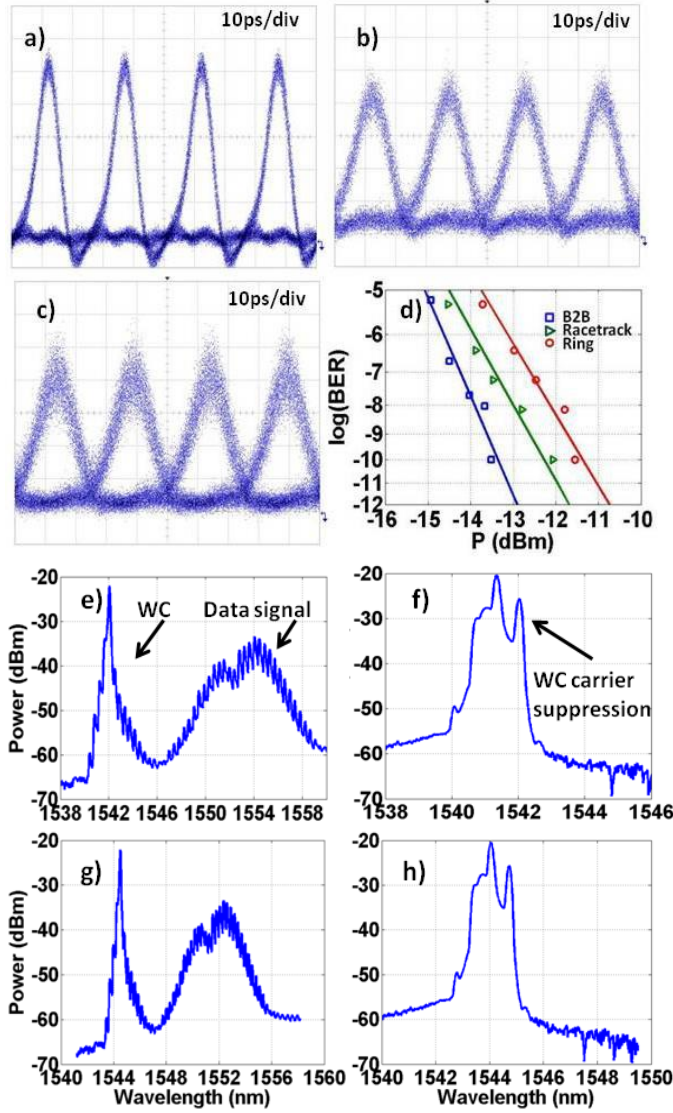 a)
10ps/div
b)
10ps/div
c)
10ps/div
d)
B2B
Racetrack
Ring
log(BER)
-5
-6
-7
-8
-9
-10
-11
-12
-16 -15 -14 -13 -12 -11 -10
P (dBm)
e)
WC
Data signal
Power (dBm)
-20
-30
-40
-50
-60
-70
1538 1542 1546 1550 1554 1558
f)
WC carrier
suppression
-20
-30
-40
-50
-60
-70
1538 1540 1542 1544 1546
g)
Power (dBm)
-20
-30
-40
-50
-60
-70
1540 1544 1548 1552 1556 1560
Wavelength (nm)
h)
-20
-30
-40
-50
-60
-70
1540 1542 1544 1546 1548 1550
Wavelength (nm)